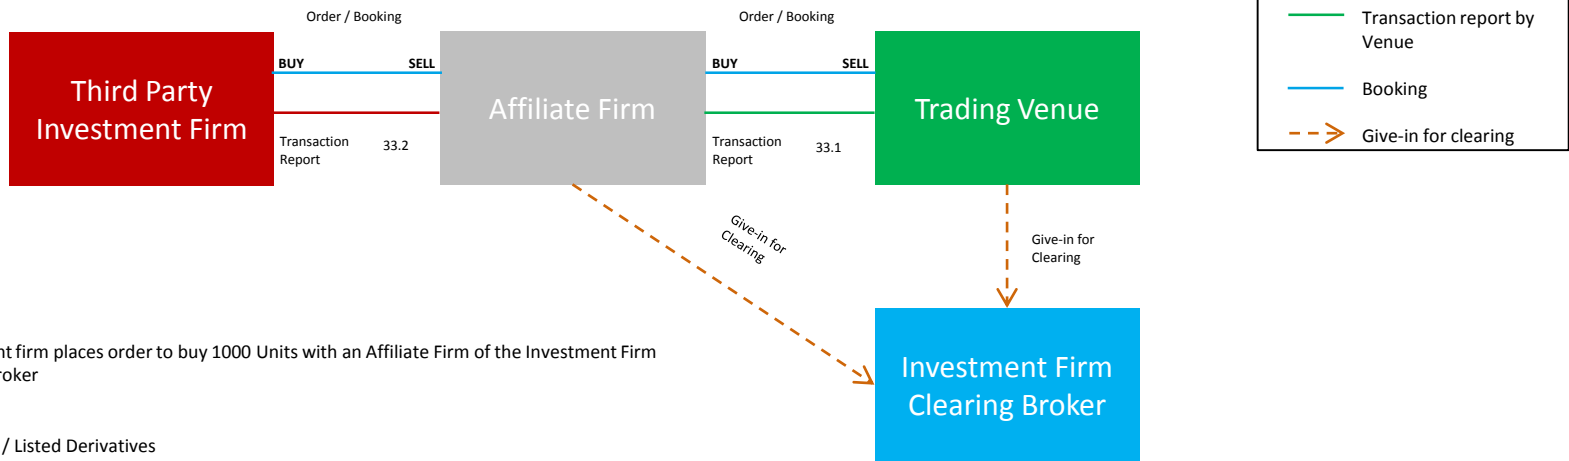 Order / Booking
Order / Booking
Transaction report by
Venue
Booking
Give-in for clearing
Third Party
Investment Firm
BUY SELL
Transaction
Report
33.2
Affiliate Firm
BUY SELL
Transaction
Report
33.1
Trading Venue
Give-in for
Clearing
Give-in for
Clearing
Investment Firm
Clearing Broker
firm places order to buy 1000 Units with an Affiliate Firm of the Investment Firm
/ Listed Derivatives